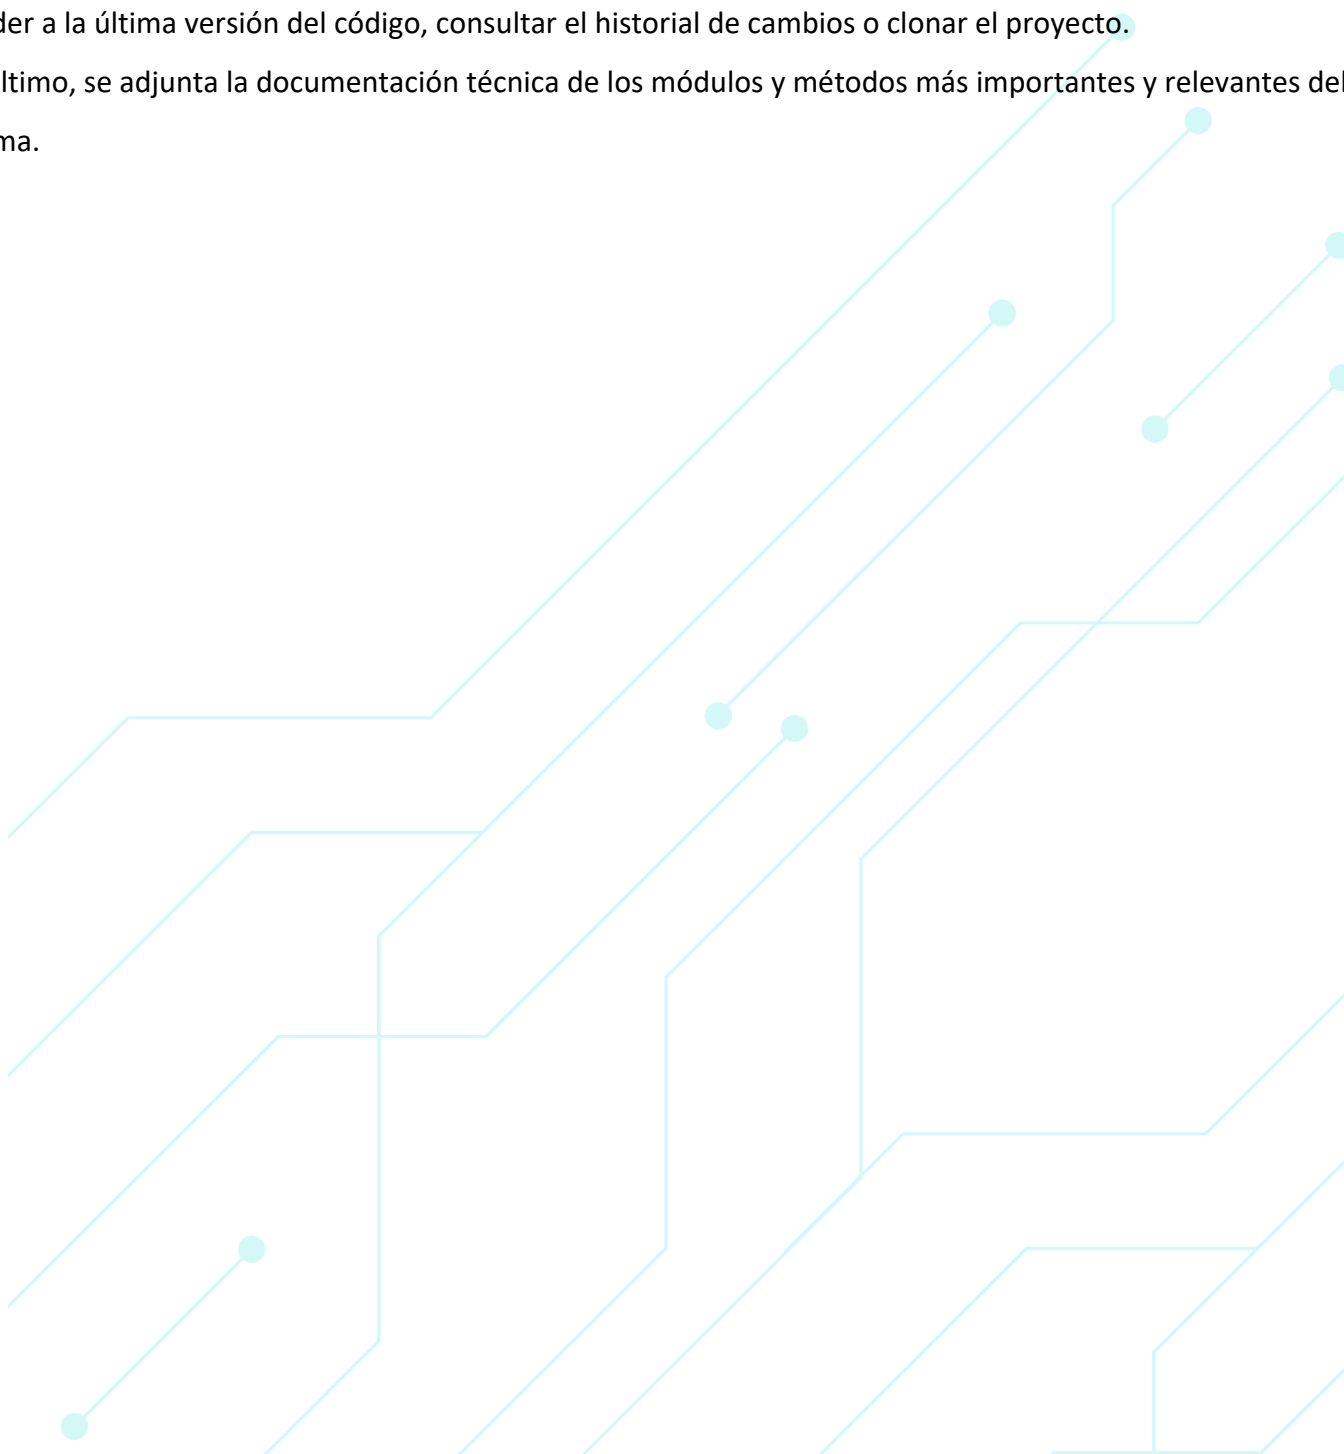 der a la última versión del código, consultar el historial de cambios o clonar el proyecto.
ltimo, se adjunta la documentación técnica de los módulos y métodos más importantes y relevantes del
ma.